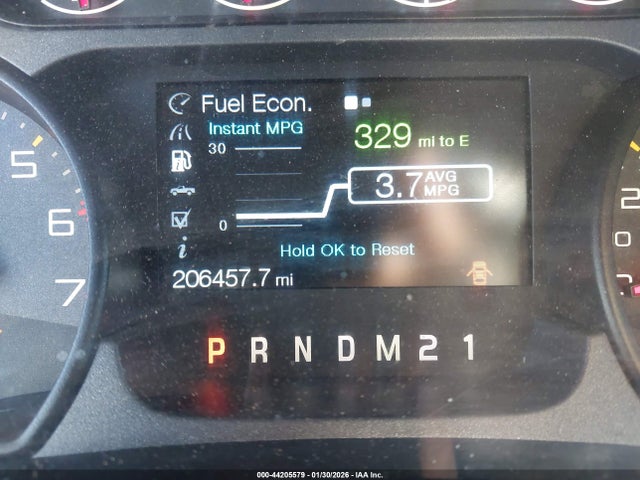 Fuel Econ.
Instant MPG
30
329 mi to E
3.7 AVG MPG
0
Hold OK to Reset
206457.7 mi
5
6
7
P R N D M 2 1
000-44205579 - 01/30/2026 - IAA Inc.